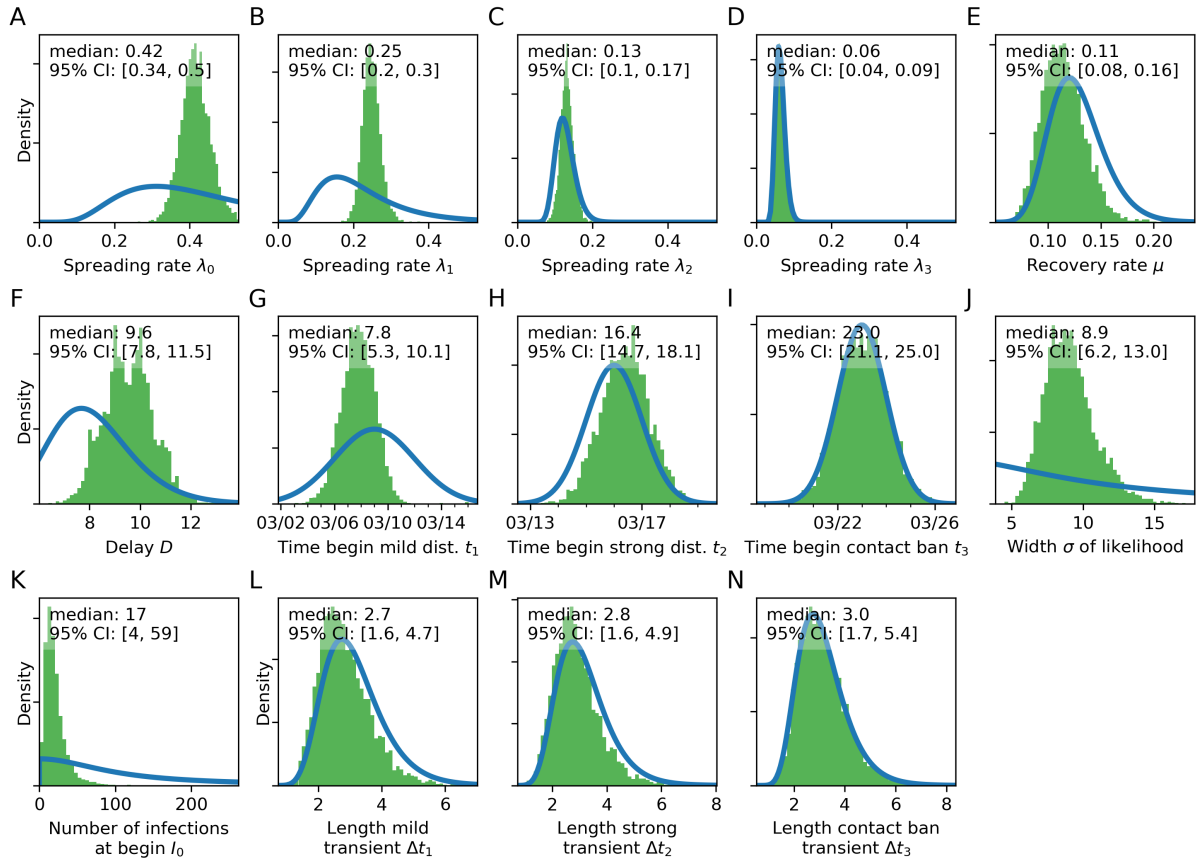 A
median: 0.42
95% CI: [0.34, 0.5]
Density
0.0 0.2 0.4
Spreading rate λ0
B
median: 0.25
95% CI: [0.2, 0.3]
0.0 0.2 0.4
Spreading rate λ1
C
median: 0.13
95% CI: [0.1, 0.17]
0.0 0.2 0.4
Spreading rate λ2
D
median: 0.06
95% CI: [0.04, 0.09]
0.0 0.2 0.4
Spreading rate λ3
E
median: 0.11
95% CI: [0.08, 0.16]
0.10 0.15 0.20
Recovery rate μ
F
median: 9.6
95% CI: [7.8, 11.5]
Density
8 10 12
Delay D
G
median: 7.8
95% CI: [5.3, 10.1]
03/02 03/06 03/10 03/14
Time begin mild dist. t1
H
median: 16.4
95% CI: [14.7, 18.1]
03/13 03/17
Time begin strong dist. t2
I
median: 23.0
95% CI: [21.1, 25.0]
03/22 03/26
Time begin contact ban t3
J
median: 8.9
95% CI: [6.2, 13.0]
5 10 15
Width σ of likelihood
K
median: 17
95% CI: [4, 59]
Density
0 100 200
Number of infections
at begin I0
L
median: 2.7
95% CI: [1.6, 4.7]
Density
2 4 6
Length mild
transient Δt1
M
median: 2.8
95% CI: [1.6, 4.9]
2 4 6 8
Length strong
transient Δt2
N
median: 3.0
95% CI: [1.7, 5.4]
2 4 6 8
Length contact ban
transient Δt3